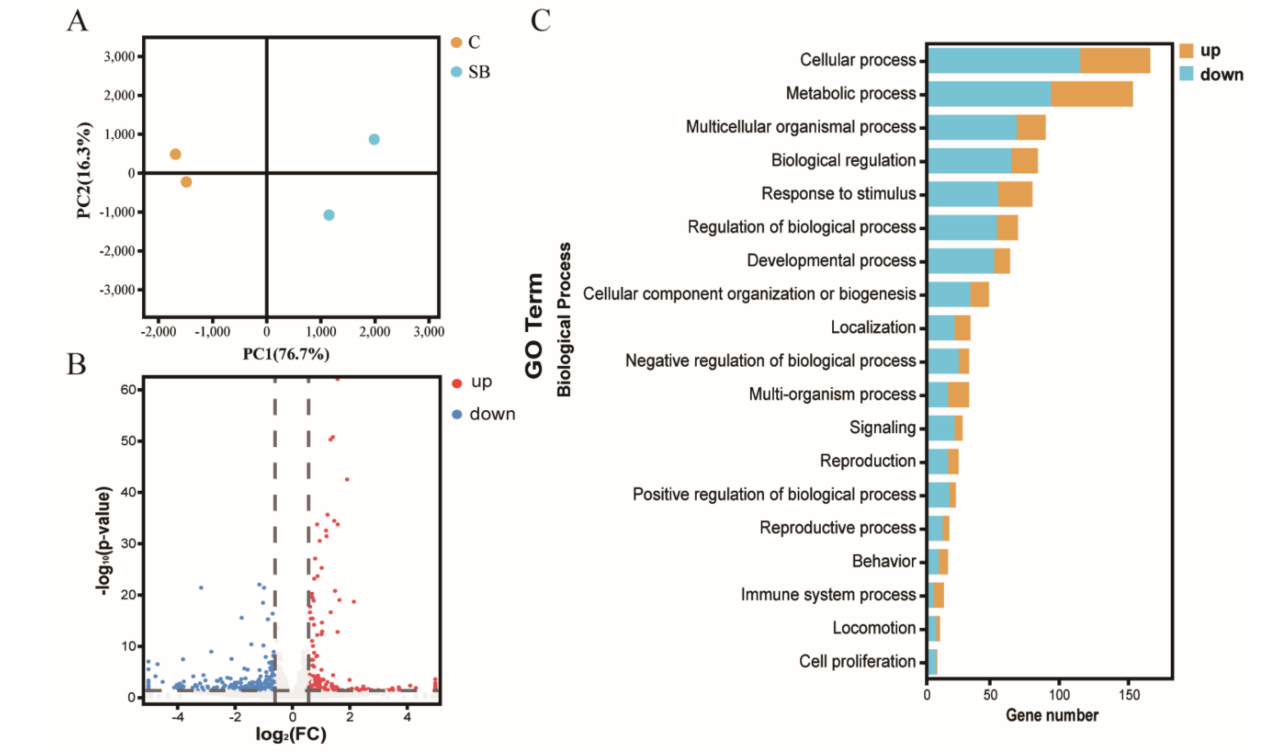 A
C
SB
3,000
2,000
1,000
0
-1,000
-2,000
-3,000
PC2(16.3%)
-2,000 -1,000 0 1,000 2,000 3,000
PC1(76.7%)
B
up
down
60
50
40
30
20
10
0
-log₁₀(p-value)
-4 -2 0 2 4
log₂(FC)
C
up
down
GO Term
Biological Process
Cellular process
Metabolic process
Multicellular organismal process
Biological regulation
Response to stimulus
Regulation of biological process
Developmental process
Cellular component organization or biogenesis
Localization
Negative regulation of biological process
Multi-organism process
Signaling
Reproduction
Positive regulation of biological process
Reproductive process
Behavior
Immune system process
Locomotion
Cell proliferation
0 50 100 150
Gene number